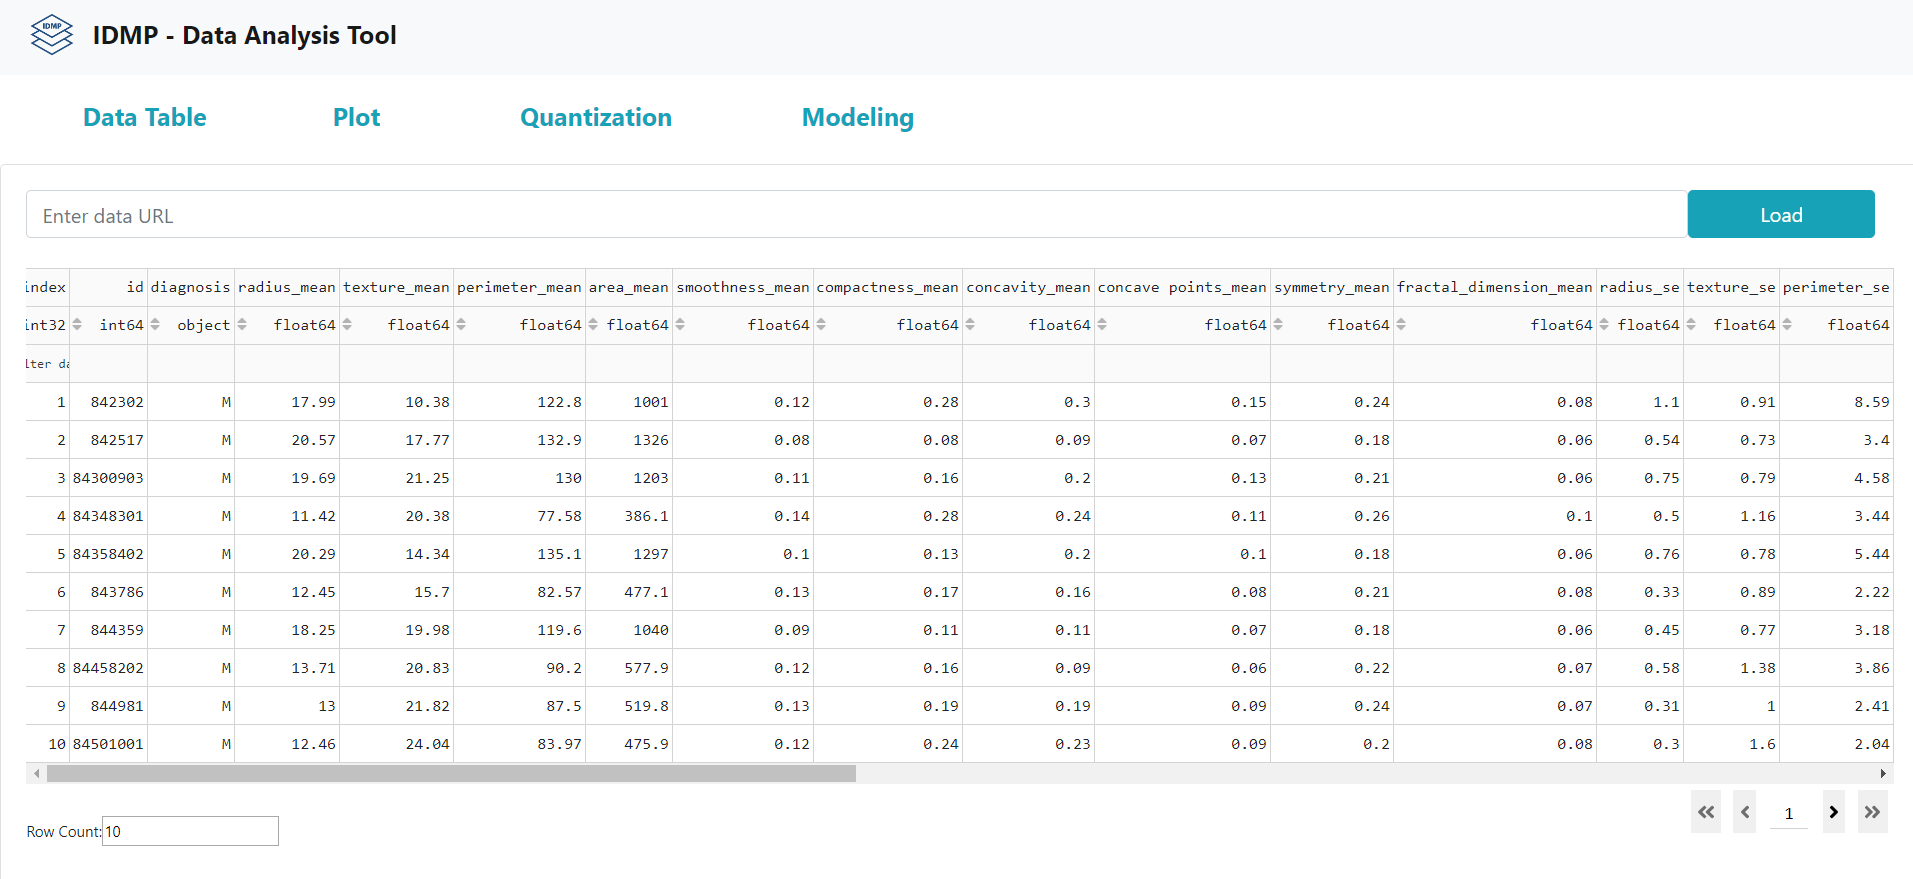 IDMP
IDMP - Data Analysis Tool
Data Table Plot Quantization Modeling
Enter data URL Load
index id diagnosis radius_mean texture_mean perimeter_mean area_mean smoothness_mean compactness_mean concavity_mean concave points_mean symmetry_mean fractal_dimension_mean radius_se texture_se perimeter_se
int32 int64 object float64 float64 float64 float64 float64 float64 float64 float64 float64 float64 float64 float64 float64
lter da
1 842302 M 17.99 10.38 122.8 1001 0.12 0.28 0.3 0.15 0.24 0.08 1.1 0.91 8.59
2 842517 M 20.57 17.77 132.9 1326 0.08 0.08 0.09 0.07 0.18 0.06 0.54 0.73 3.4
3 84300903 M 19.69 21.25 130 1203 0.11 0.16 0.2 0.13 0.21 0.06 0.75 0.79 4.58
4 84348301 M 11.42 20.38 77.58 386.1 0.14 0.28 0.24 0.11 0.26 0.1 0.5 1.16 3.44
5 84358402 M 20.29 14.34 135.1 1297 0.1 0.13 0.2 0.1 0.18 0.06 0.76 0.78 5.44
6 843786 M 12.45 15.7 82.57 477.1 0.13 0.17 0.16 0.08 0.21 0.08 0.33 0.89 2.22
7 844359 M 18.25 19.98 119.6 1040 0.09 0.11 0.11 0.07 0.18 0.06 0.45 0.77 3.18
8 84458202 M 13.71 20.83 90.2 577.9 0.12 0.16 0.09 0.06 0.22 0.07 0.58 1.38 3.86
9 844981 M 13 21.82 87.5 519.8 0.13 0.19 0.19 0.09 0.24 0.07 0.31 1 2.41
10 84501001 M 12.46 24.04 83.97 475.9 0.12 0.24 0.23 0.09 0.2 0.08 0.3 1.6 2.04
1
Row Count: 10